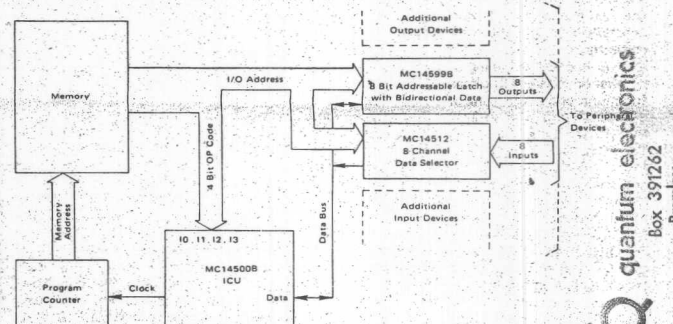 Additional
Output Devices
Memory
I/O Address
MC14599B
8 Bit Addressable Latch
with Bidirectional Data
8
Outputs
To Peripheral
Devices
MC14512
8-Channel
Data Selector
8
Inputs
4 Bit OP Code
Data Bus
Additional
Input Devices
Memory
Address
I0, I1, I2, I3
MC14500B
ICU
Data
Clock
Program
Counter
quantum electronics
Box 391262